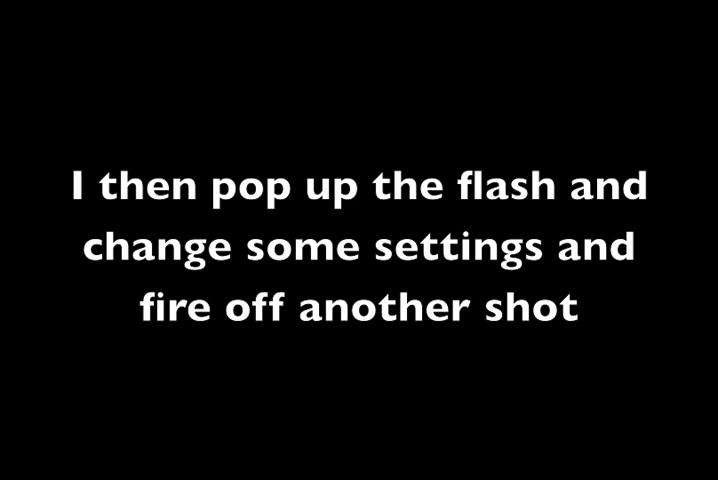 I then pop up the flash and
change some settings and
fire off another shot